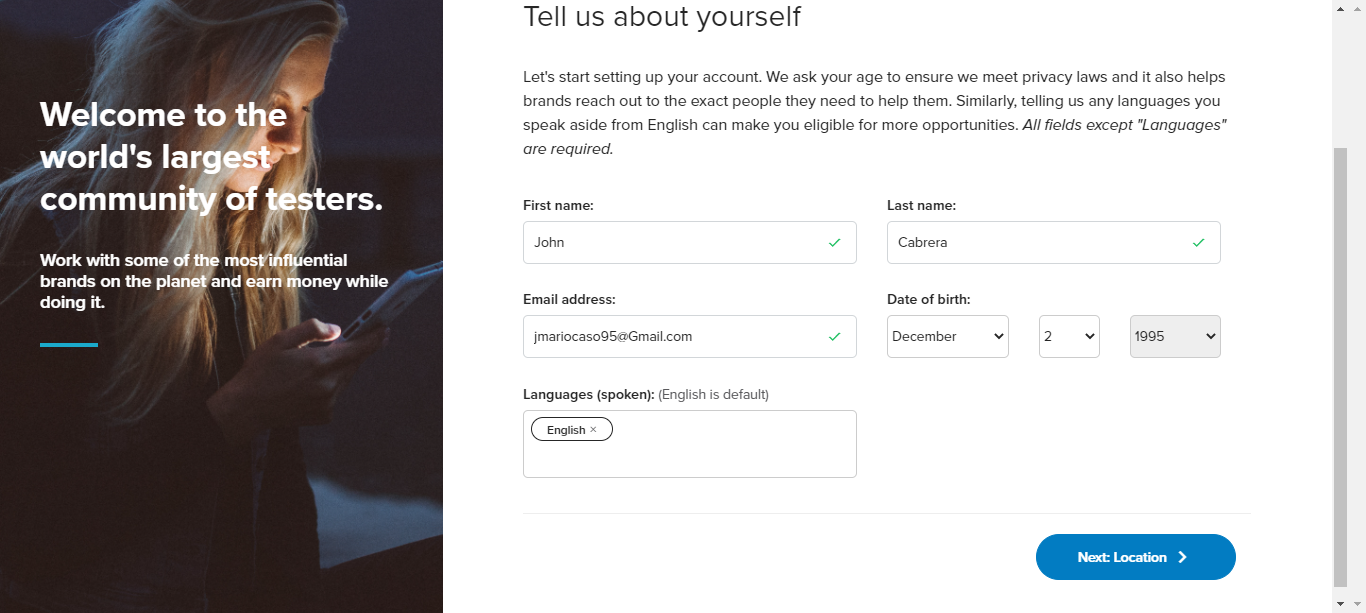 Welcome to the
world's largest
community of testers.
Work with some of the most influential
brands on the planet and earn money while
doing it.
Tell us about yourself
Let's start setting up your account. We ask your age to ensure we meet privacy laws and it also helps
brands reach out to the exact people they need to help them. Similarly, telling us any languages you
speak aside from English can make you eligible for more opportunities. All fields except "Languages"
are required.
First name:
John
Last name:
Cabrera
Email address:
jmariocaso95@Gmail.com
Date of birth:
December 2 1995
Languages (spoken): (English is default)
English ×
Next: Location